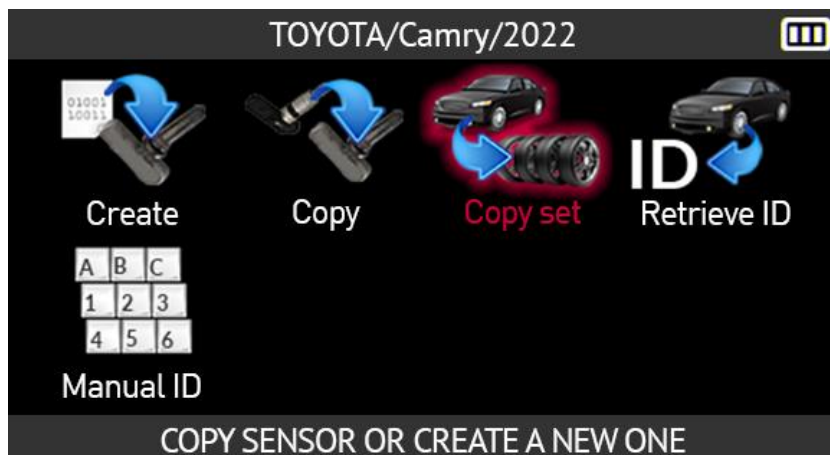 TOYOTA/Camry/2022
01001
10011
Create
Copy
Copy set
ID
Retrieve ID
A B C
1 2 3
4 5 6
Manual ID
COPY SENSOR OR CREATE A NEW ONE